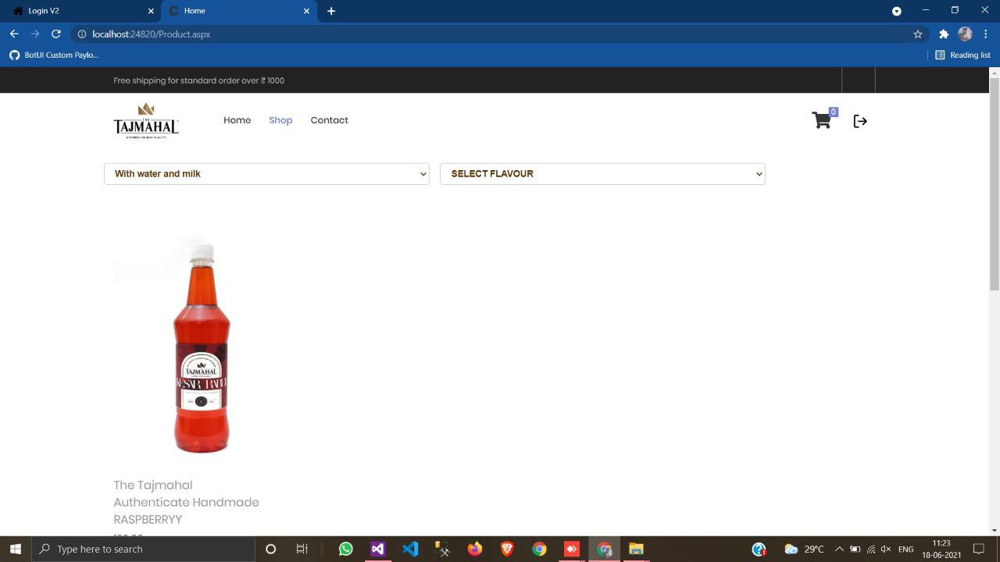 Login V2
Home
localhost:24820/Product.aspx
BotUI Custom Paylo...
Reading list
Free shipping for standard order over ₹ 1000
THE
TAJMAHAL
A SYMBOL OF HIGH QUALITY
Home
Shop
Contact
0
With water and milk
SELECT FLAVOUR
TAJMAHAL
The Tajmahal
Authenticate Handmade
RASPBERRYY
Type here to search
29°C
ENG
11:23
18-06-2021